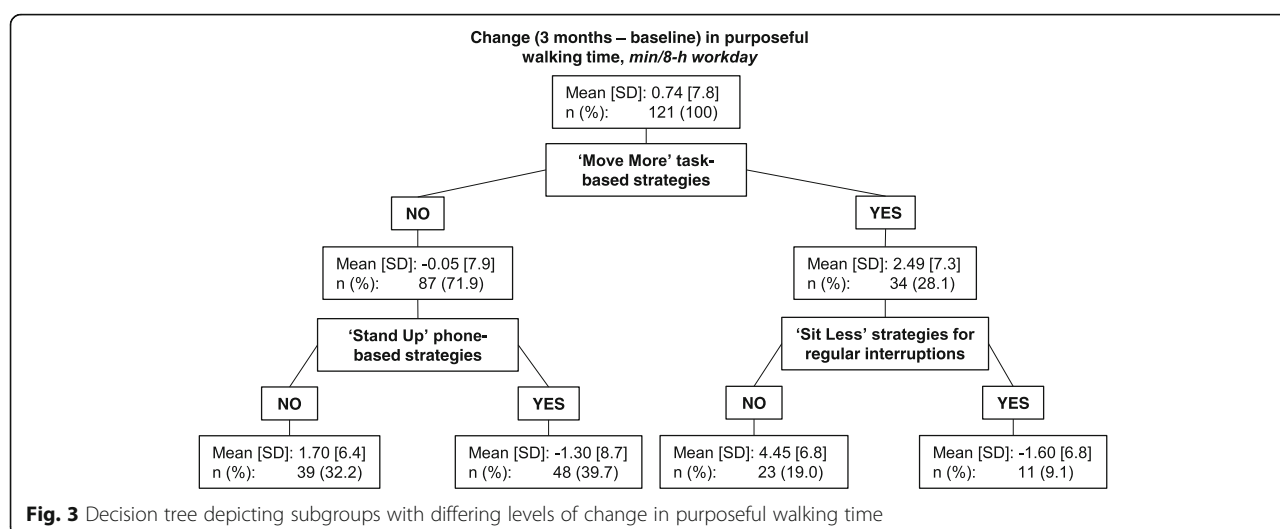 Change (3 months – baseline) in purposeful
walking time, min/8-h workday
Mean [SD]: 0.74 [7.8]
n (%): 121 (100)
‘Move More’ task-
based strategies
NO
YES
Mean [SD]: -0.05 [7.9]
n (%): 87 (71.9)
Mean [SD]: 2.49 [7.3]
n (%): 34 (28.1)
‘Stand Up’ phone-
based strategies
‘Sit Less’ strategies for
regular interruptions
NO
YES
NO
YES
Mean [SD]: 1.70 [6.4]
n (%): 39 (32.2)
Mean [SD]: -1.30 [8.7]
n (%): 48 (39.7)
Mean [SD]: 4.45 [6.8]
n (%): 23 (19.0)
Mean [SD]: -1.60 [6.8]
n (%): 11 (9.1)
Fig. 3 Decision tree depicting subgroups with differing levels of change in purposeful walking time